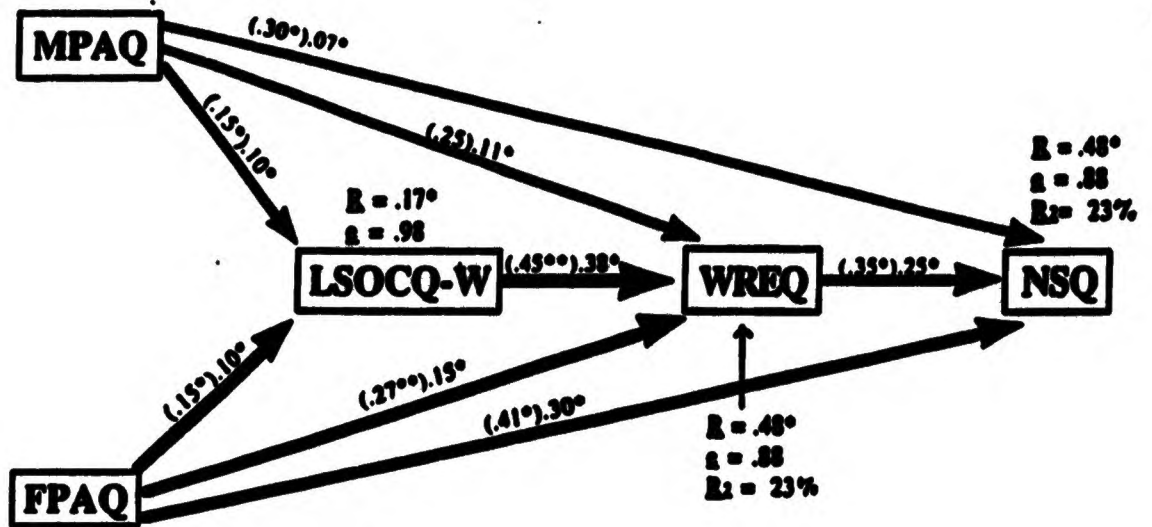 MPAQ
(.30*).07*
(.15*).10*
(.25).11*
R = .48*
e = .88
R2= 23%
R = .17*
e = .98
LSOCQ-W
(.45**).38*
WREQ
(.35*).25*
NSQ
(.15*).10*
(.27**).15*
(.41*).30*
R = .48*
e = .88
R2 = 23%
FPAQ